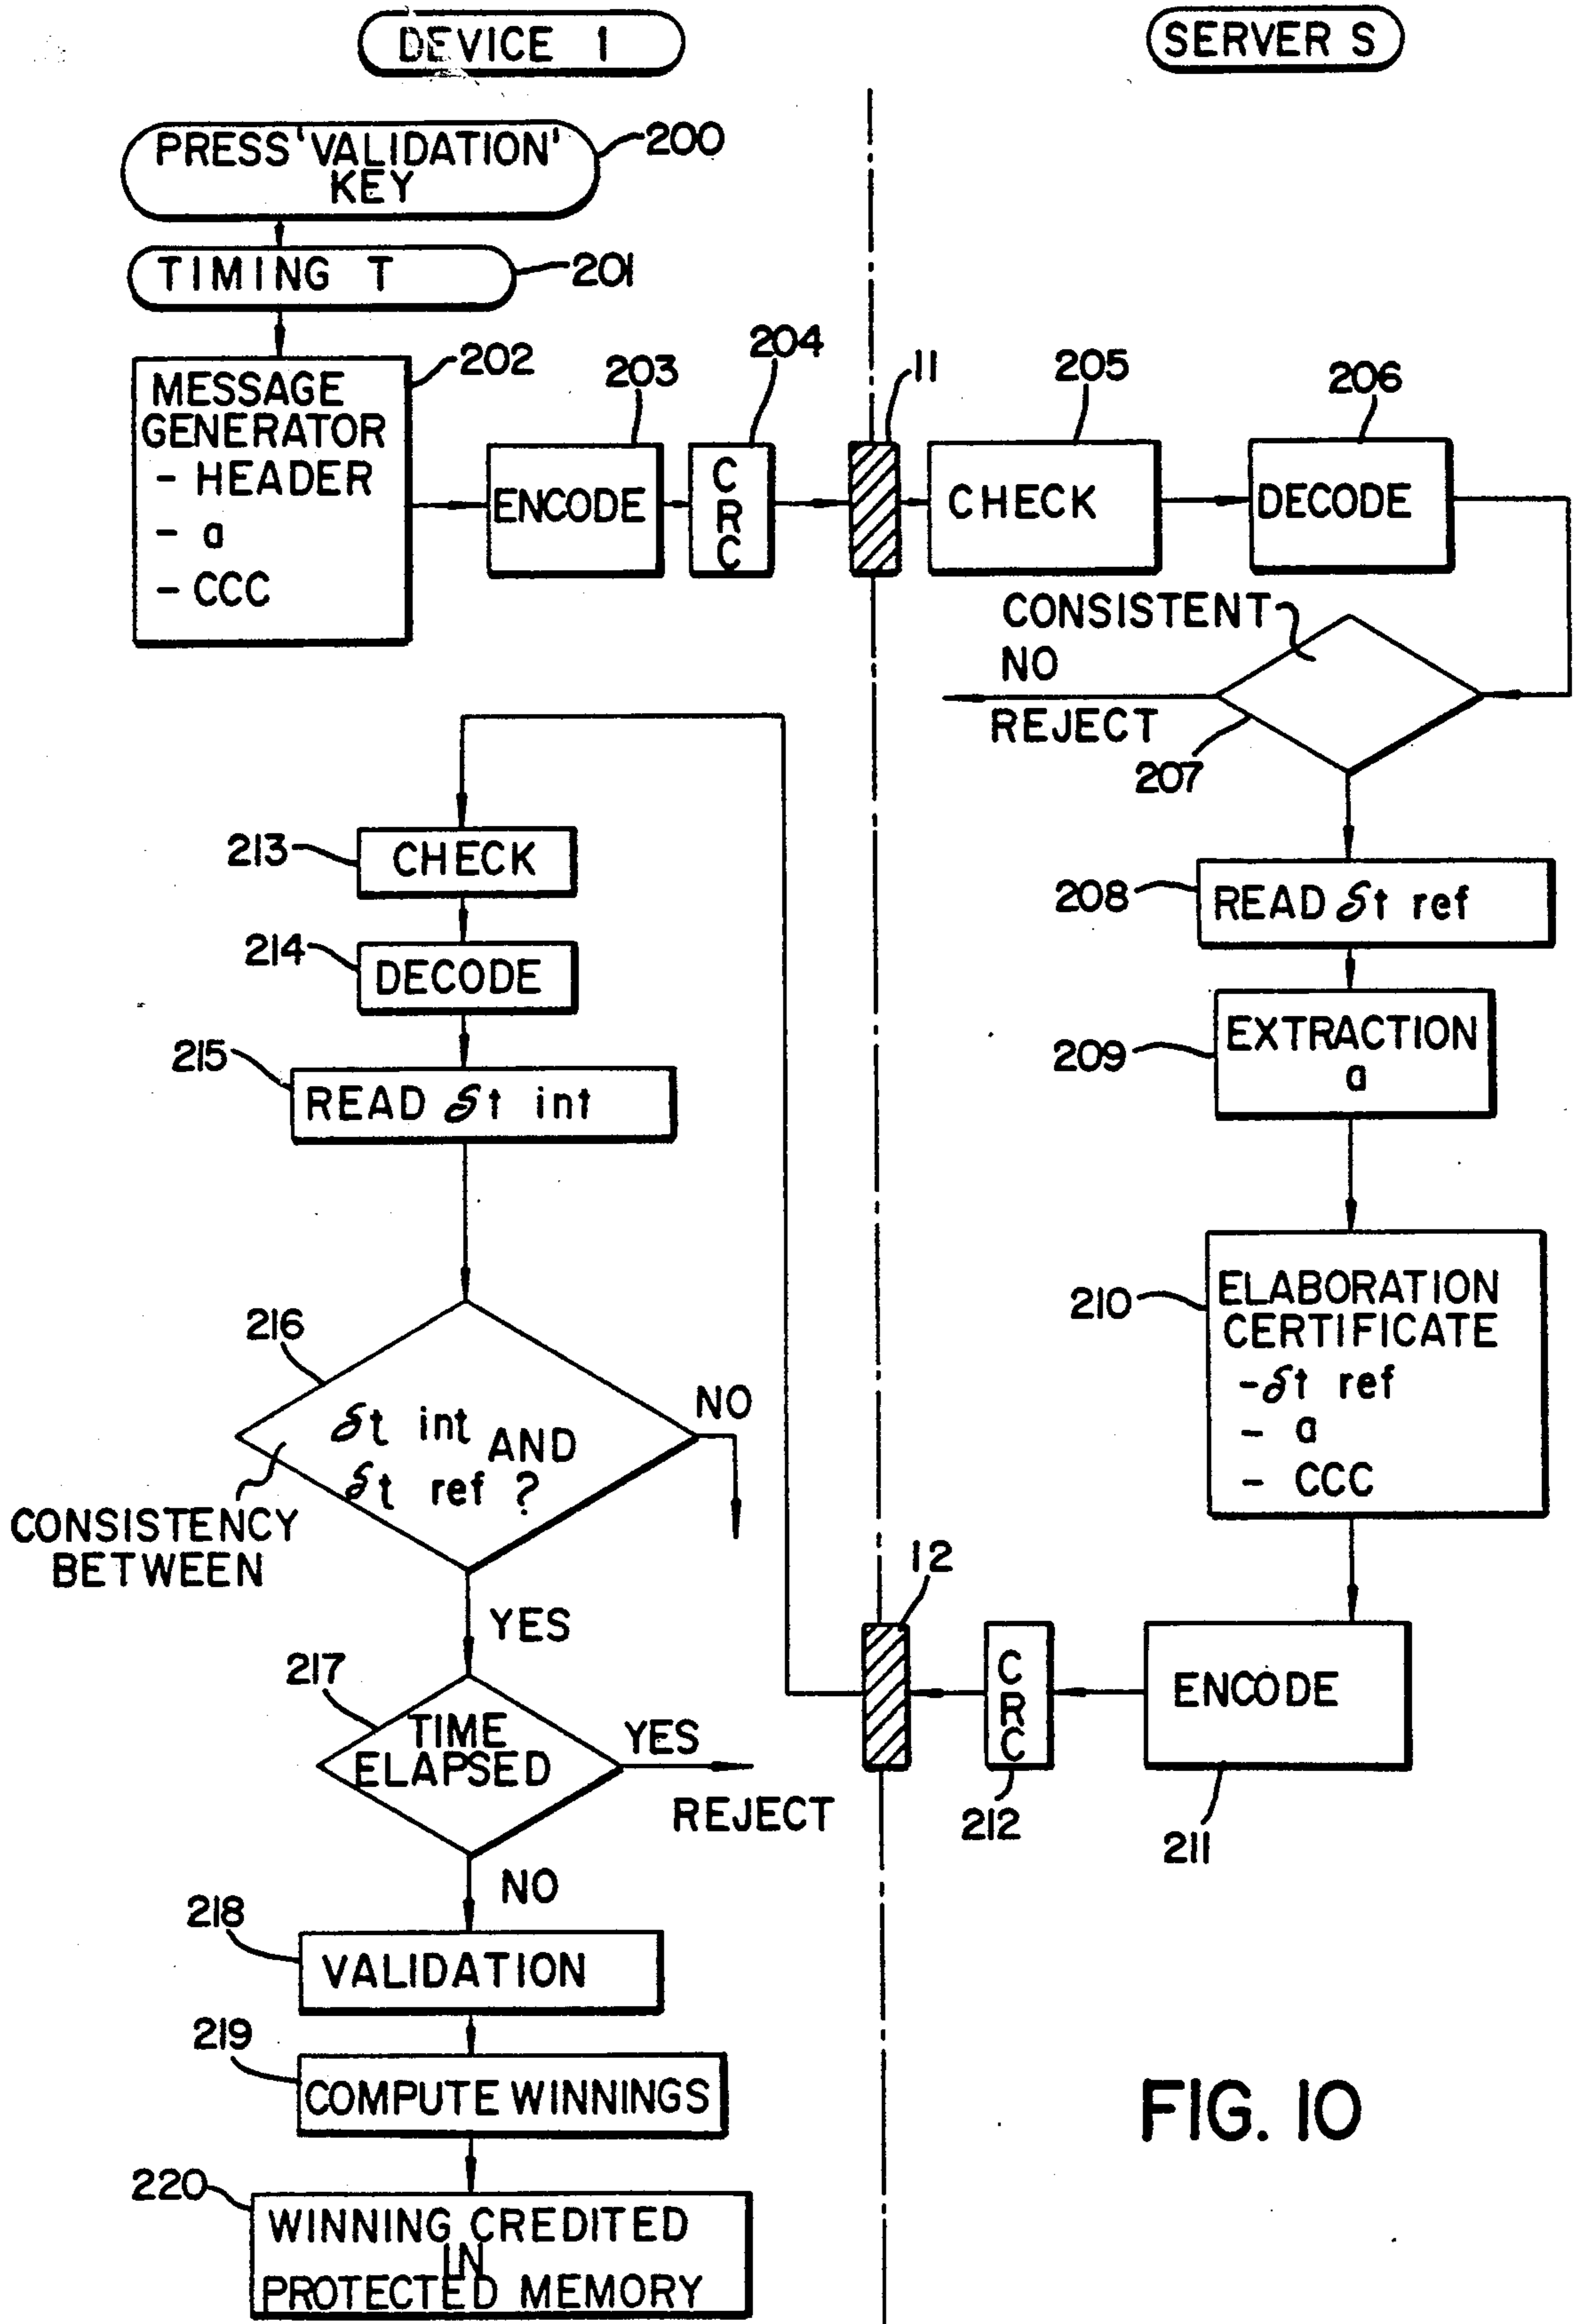 DEVICE 1
SERVER S
PRESS 'VALIDATION'
KEY
200
TIMING T
201
MESSAGE
GENERATOR
- HEADER
- a
- CCC
202
ENCODE
203
CRC
204
11
CHECK
205
DECODE
206
CONSISTENT
NO
REJECT
207
208
READ δt ref
209
EXTRACTION
a
210
ELABORATION
CERTIFICATE
- δt ref
- a
- CCC
ENCODE
211
CRC
212
12
213
CHECK
214
DECODE
215
READ δt int
216
δt int AND
δt ref ?
NO
CONSISTENCY
BETWEEN
YES
217
TIME
ELAPSED
YES
REJECT
NO
218
VALIDATION
219
COMPUTE WINNINGS
220
WINNING CREDITED
IN
PROTECTED MEMORY
FIG. 10